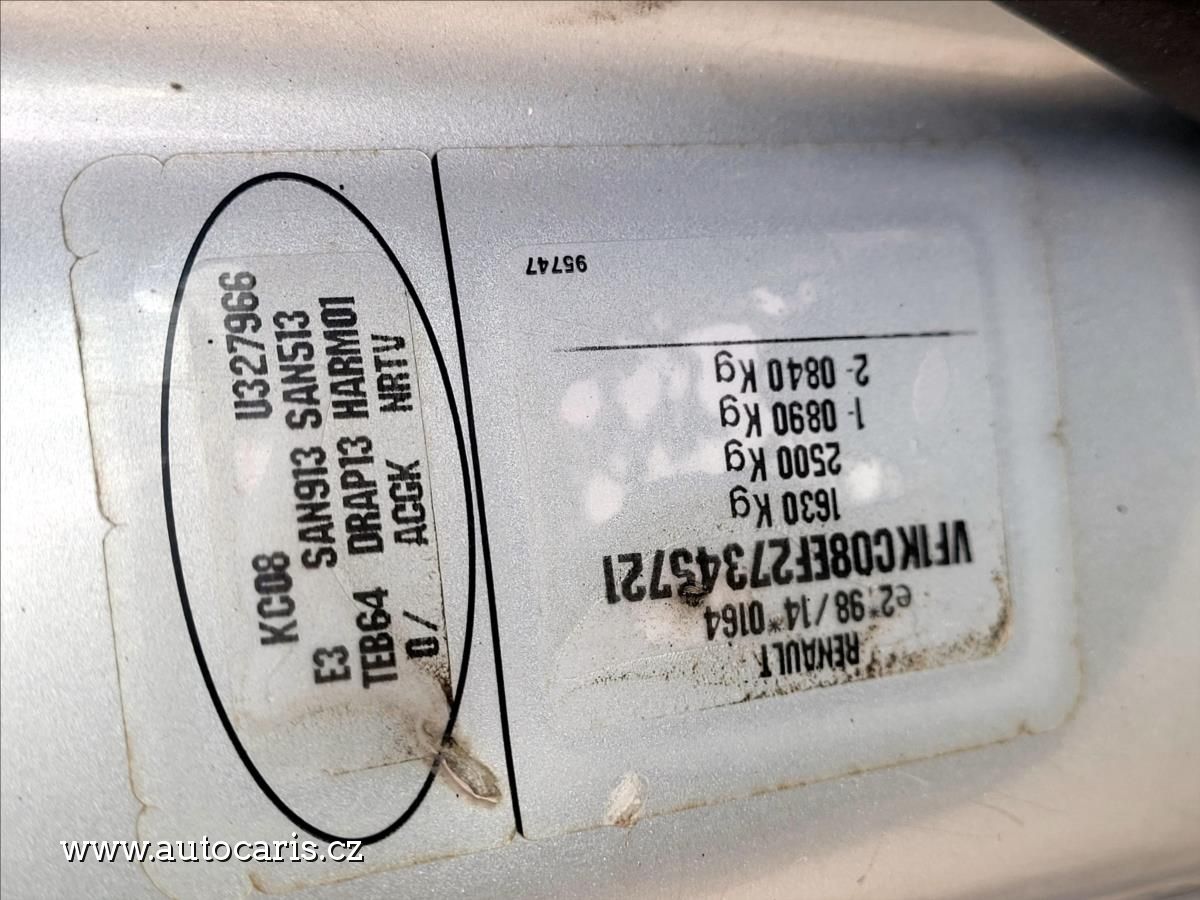 RENAULT
e2*98/14*0164
VF1KC08EF27345721
1630 Kg
2500 Kg
1- 0890 Kg
2- 0840 Kg
95747
KC08 U327966
E3 SAN913 SAN513
TEB64 DRAP13 HARM01
0/ ACGK NRTV
www.autocaris.cz